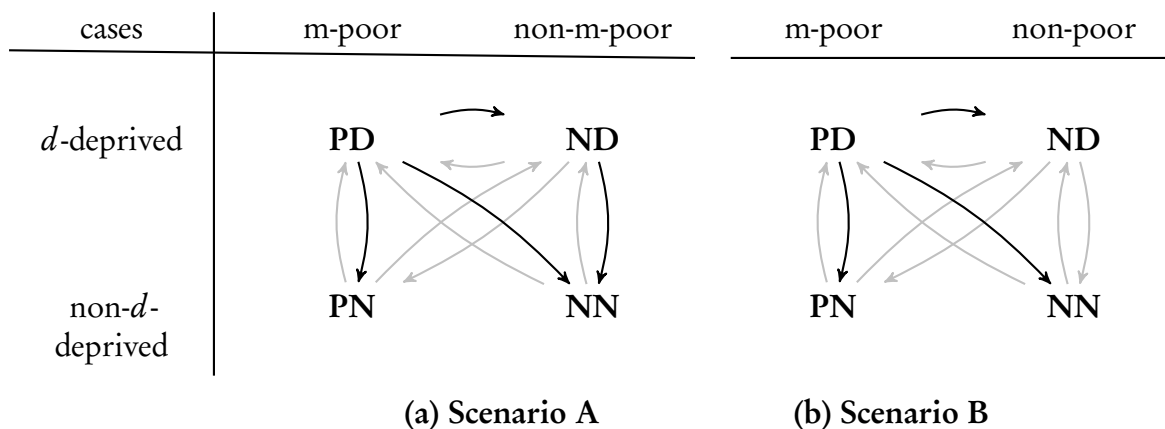 cases m-poor non-m-poor m-poor non-poor
d-deprived PD ND PD ND
non-d-
deprived
PN NN PN NN
(a) Scenario A (b) Scenario B